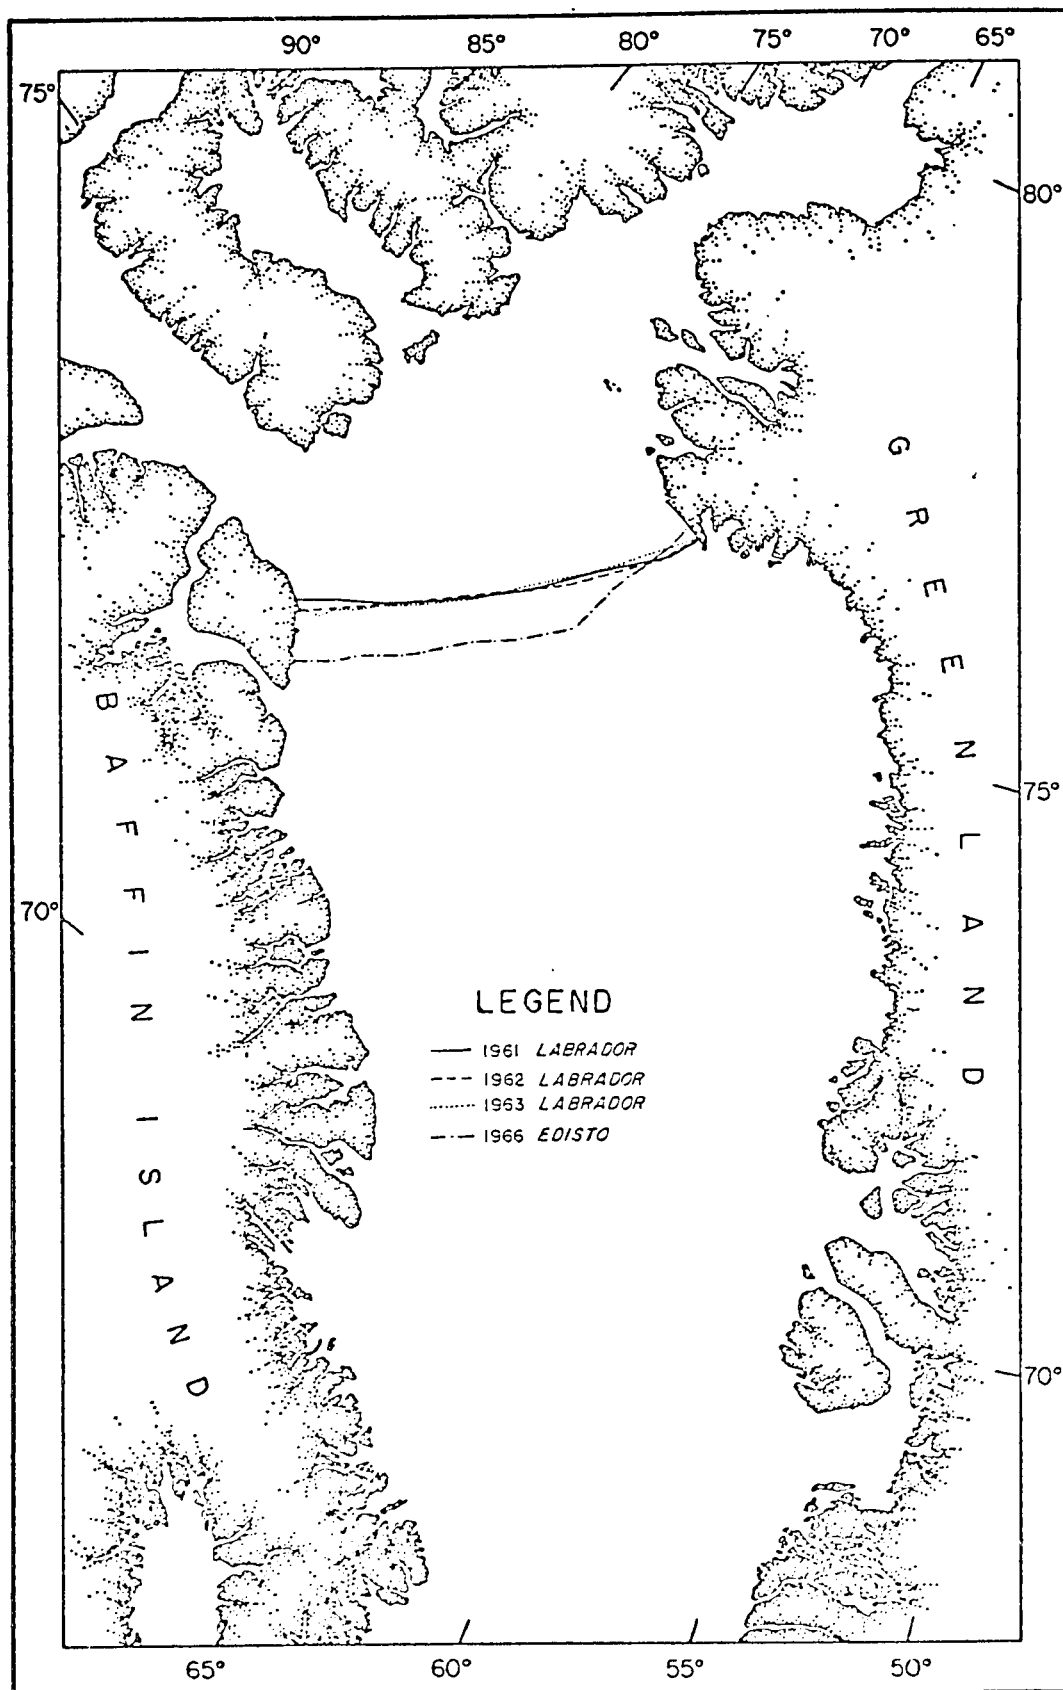 90° 85° 80° 75° 70° 65°
75°
80°
GREENLAND
BAFFIN ISLAND
75°
70°
LEGEND
1961 LABRADOR
1962 LABRADOR
1963 LABRADOR
1966 EDISTO
70°
65° 60° 55° 50°